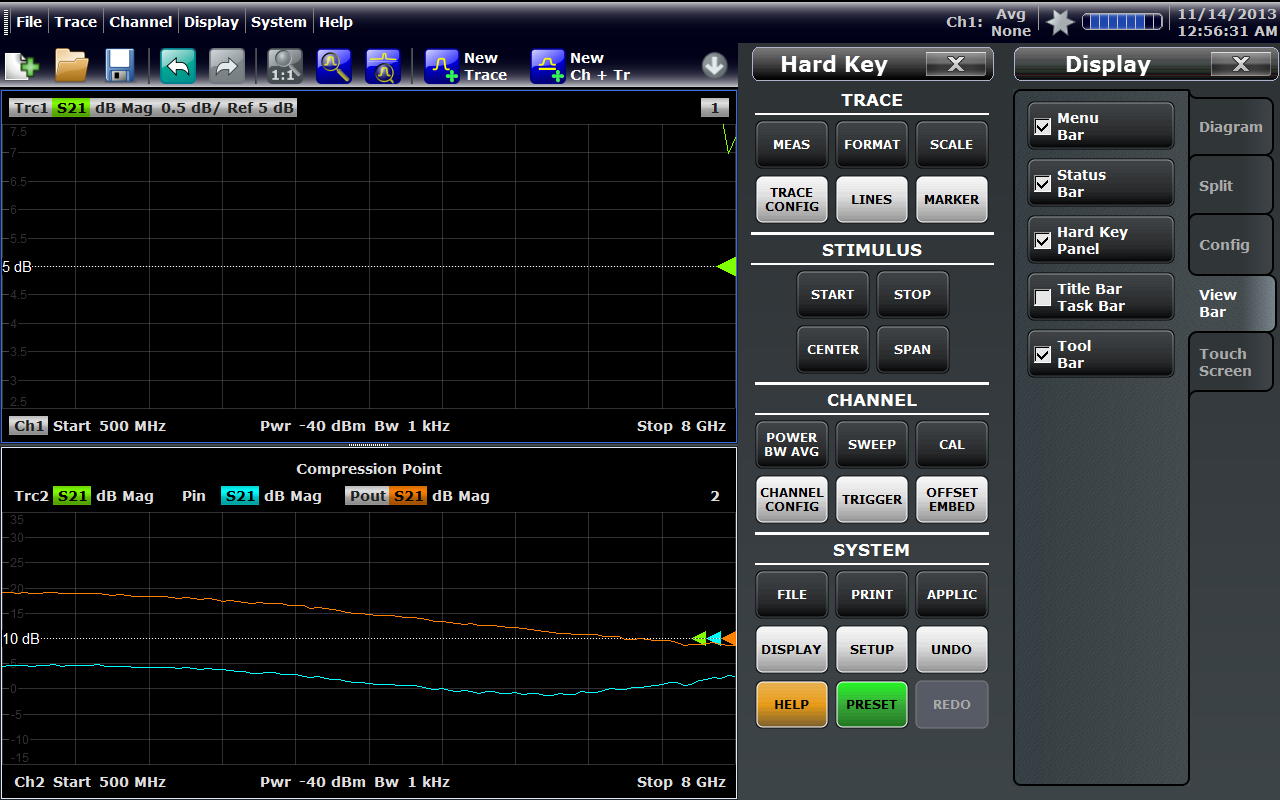 File Trace Channel Display System Help
Ch1: Avg None
11/14/2013
12:56:31 AM
1:1
New Trace
New Ch + Tr
Trc1 S21 dB Mag 0.5 dB/ Ref 5 dB
1
7.5
7
6.5
6
5.5
5 dB
4.5
4
3.5
3
2.5
Ch1 Start 500 MHz Pwr -40 dBm Bw 1 kHz Stop 8 GHz
Compression Point
Trc2 S21 dB Mag Pin S21 dB Mag Pout S21 dB Mag
2
35
30
25
20
15
10 dB
5
0
-5
-10
-15
Ch2 Start 500 MHz Pwr -40 dBm Bw 1 kHz Stop 8 GHz
Hard Key X
TRACE
MEAS FORMAT SCALE
TRACE CONFIG LINES MARKER
STIMULUS
START STOP
CENTER SPAN
CHANNEL
POWER BW AVG SWEEP CAL
CHANNEL CONFIG TRIGGER OFFSET EMBED
SYSTEM
FILE PRINT APPLIC
DISPLAY SETUP UNDO
HELP PRESET REDO
Display X
Menu Bar
Status Bar
Hard Key Panel
Title Bar Task Bar
Tool Bar
Diagram
Split
Config
View Bar
Touch Screen